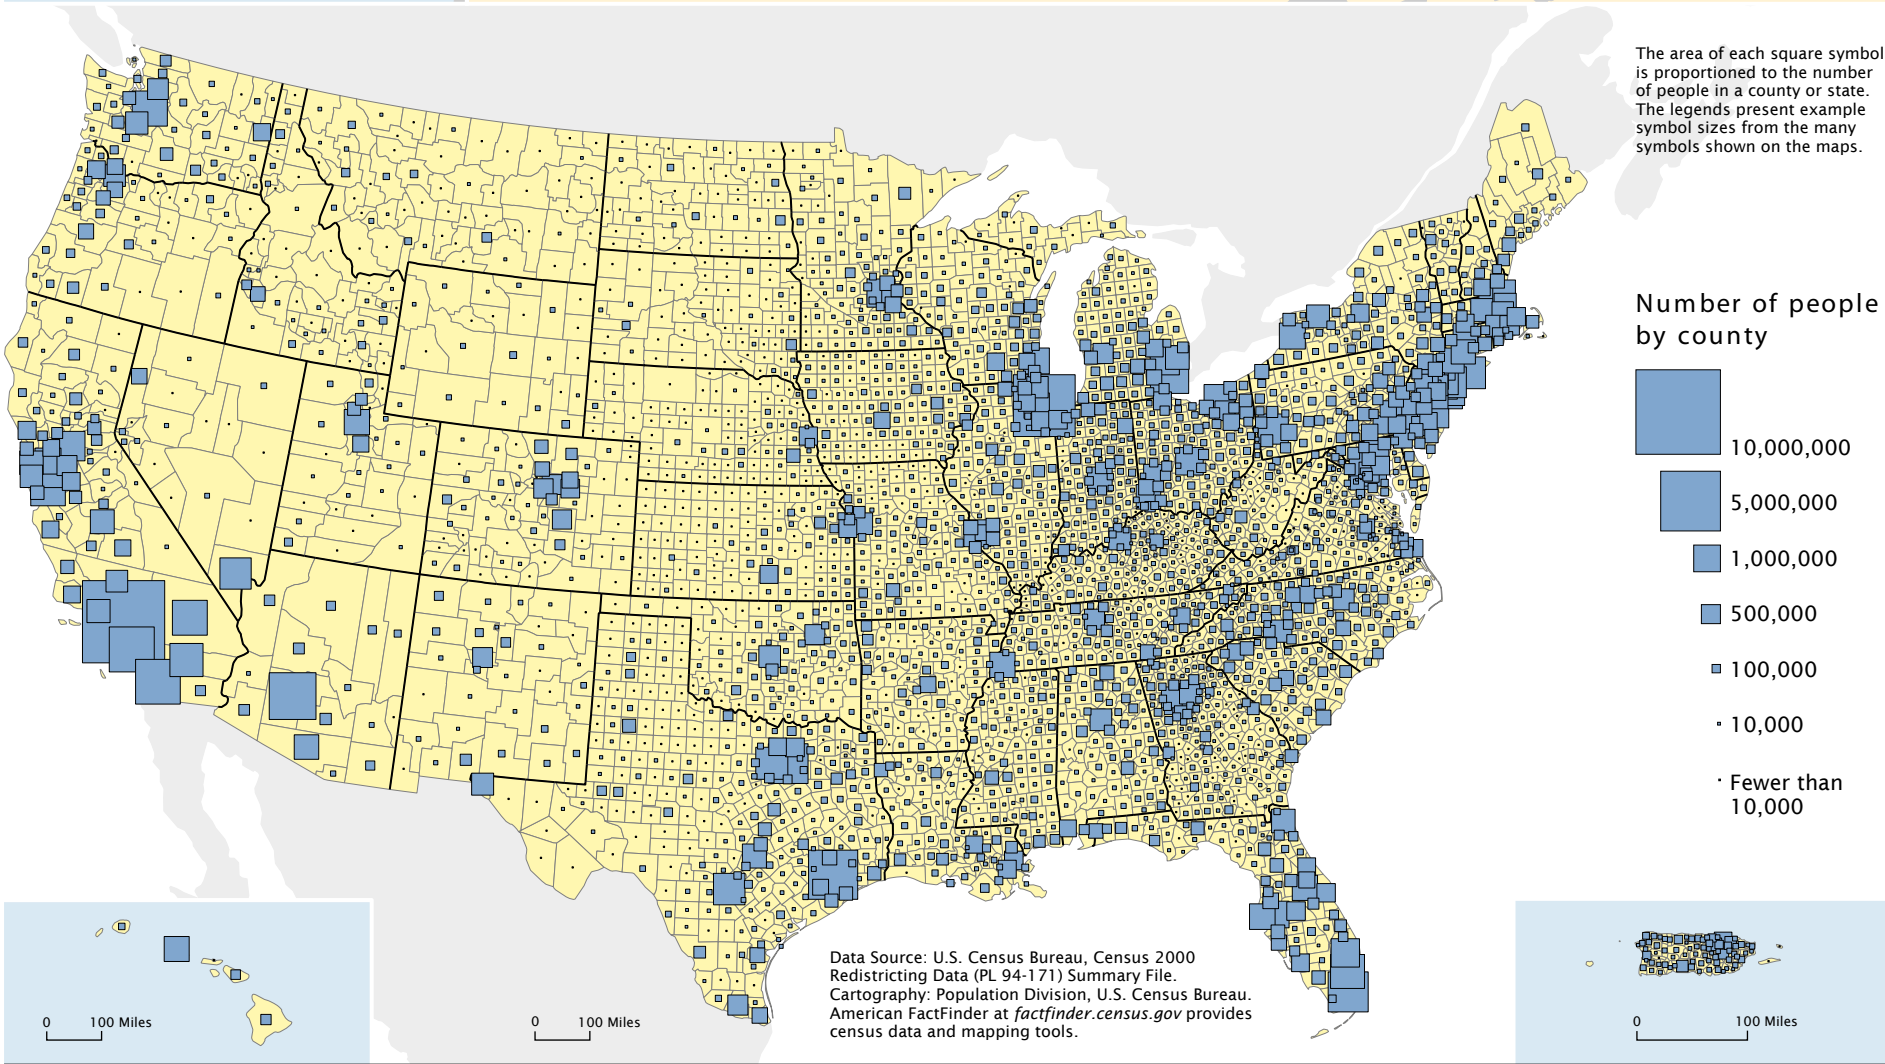 The area of each square symbol
is proportioned to the number
of people in a county or state.
The legends present example
symbol sizes from the many
symbols shown on the maps.
Number of people
by county
10,000,000
5,000,000
1,000,000
500,000
100,000
10,000
Fewer than
10,000
Data Source: U.S. Census Bureau, Census 2000
Redistricting Data (PL 94-171) Summary File.
Cartography: Population Division, U.S. Census Bureau.
American FactFinder at factfinder.census.gov provides
census data and mapping tools.
0 100 Miles
0 100 Miles
0 100 Miles